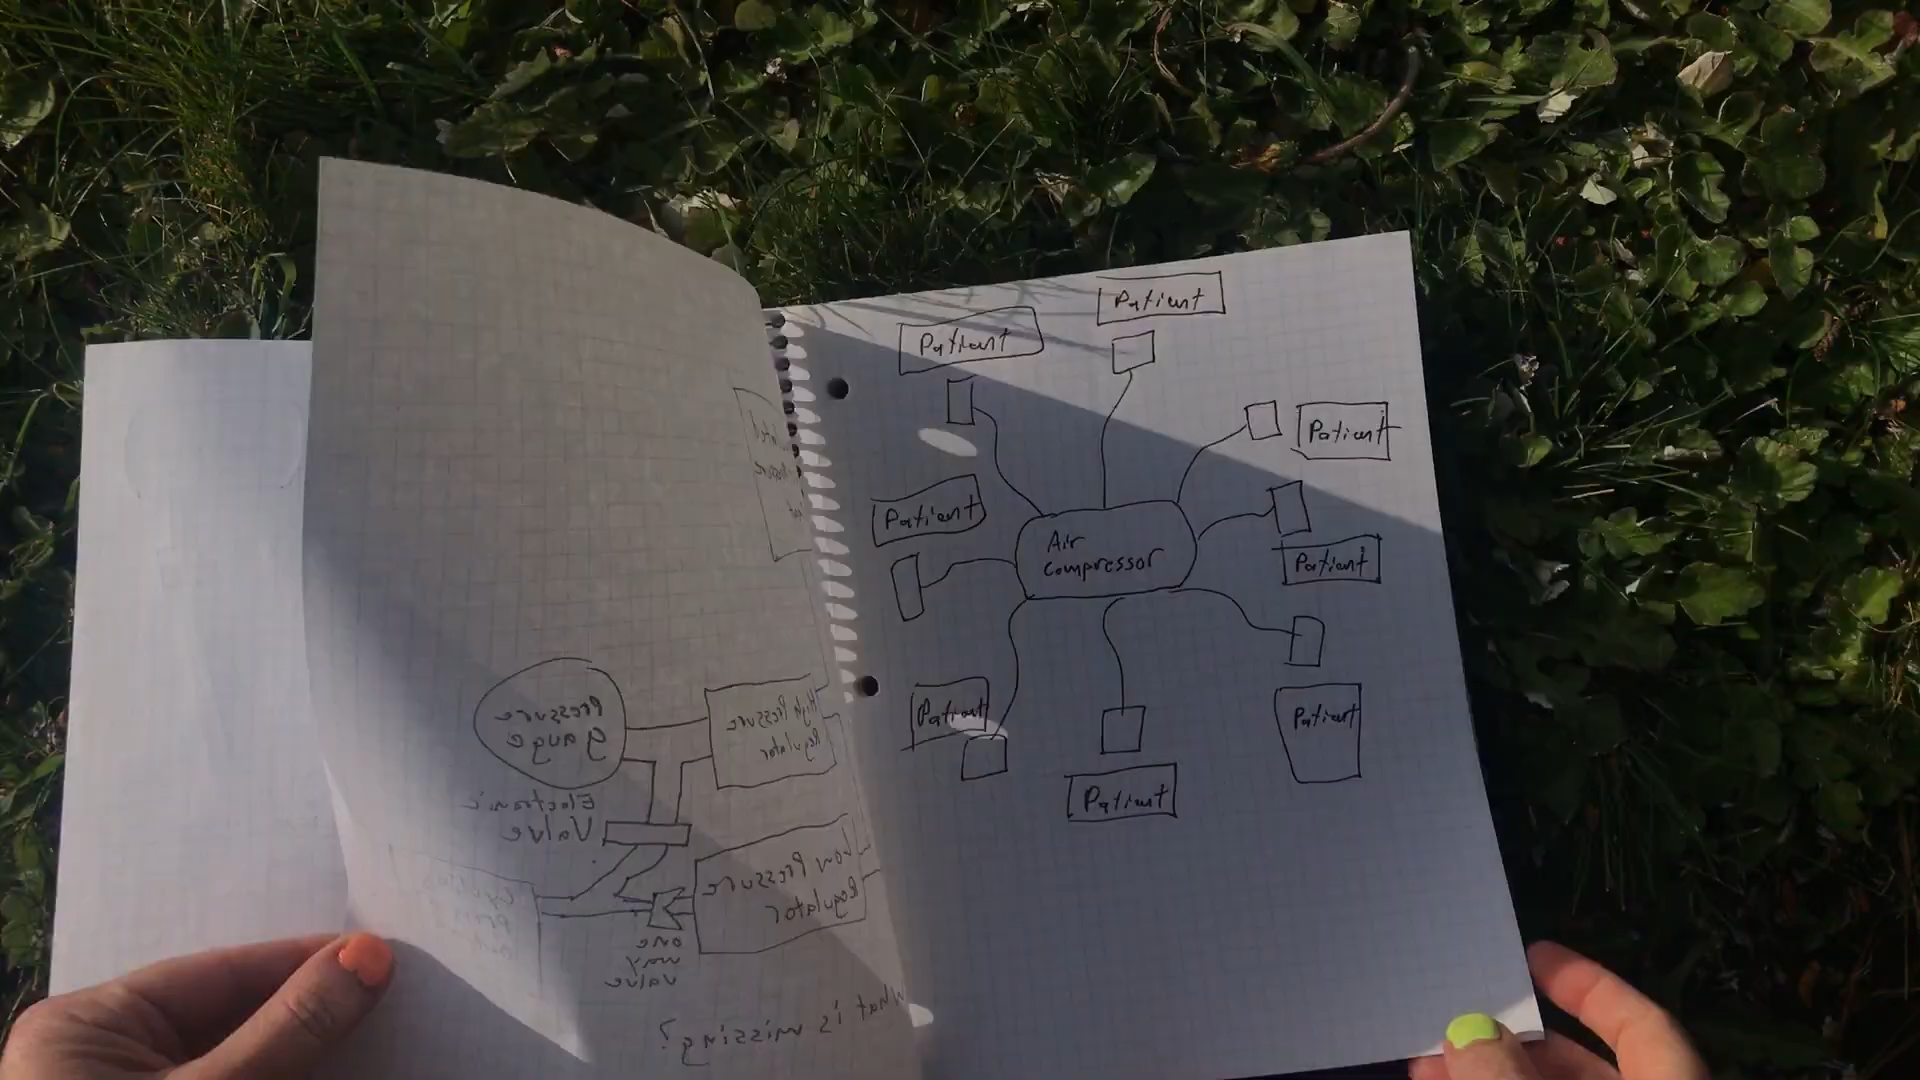 Patient
Patient
Patient
Patient
Patient
Air
compressor
Patient
Patient
Patient
Pressure
gauge
High Pressure
Regulator
Electronic
Valve
Low Pressure
Regulator
one
way
valve
What is missing?